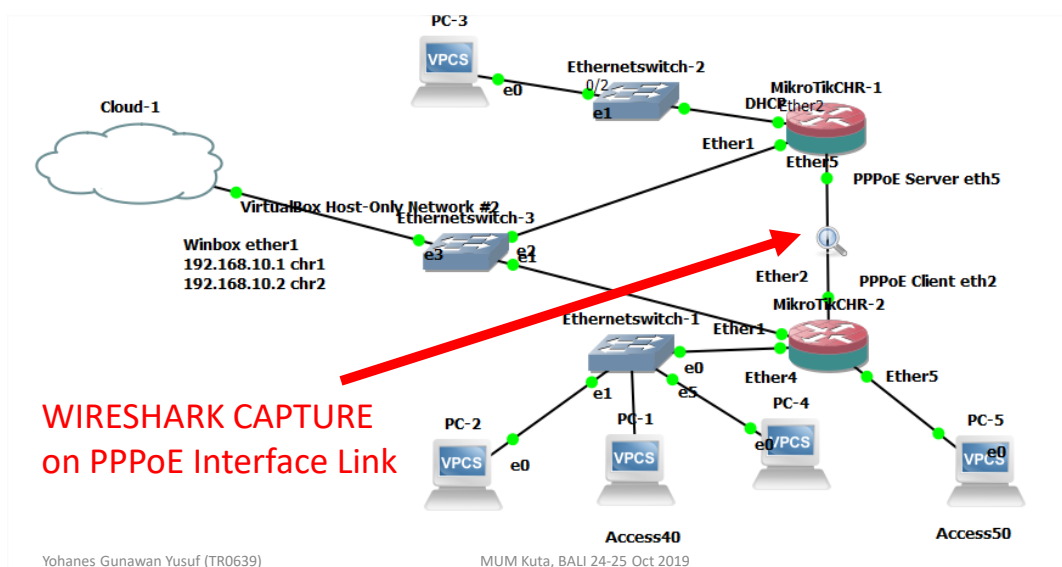 PC-3
VPCS
e0
Ethernetswitch-2
0/2
e1
MikroTikCHR-1
DHCP
Ether2
Cloud-1
Ether1
Ether5
PPPoE Server eth5
VirtualBox Host-Only Network #2
Ethernetswitch-3
e3
e2
e1
Winbox ether1
192.168.10.1 chr1
192.168.10.2 chr2
Ether2
PPPoE Client eth2
MikroTikCHR-2
Ethernetswitch-1
Ether1
e0
Ether4
Ether5
e1
e5
WIRESHARK CAPTURE
on PPPoE Interface Link
PC-2
VPCS
e0
PC-1
VPCS
PC-4
e0
VPCS
PC-5
VPCS
e0
Access40
Access50
Yohanes Gunawan Yusuf (TR0639)
MUM Kuta, BALI 24-25 Oct 2019